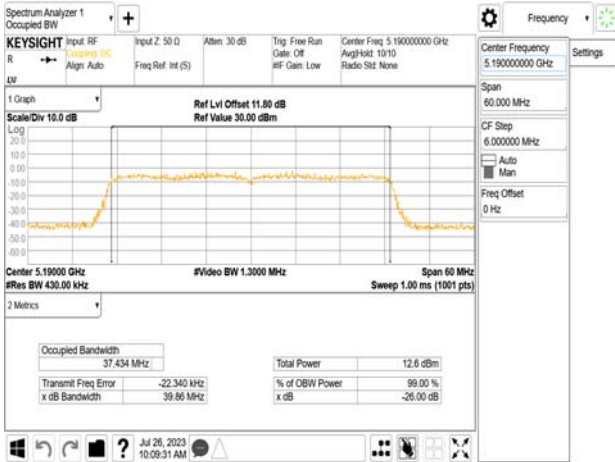 Spectrum Analyzer 1
Occupied BW
+
Frequency
KEYSIGHT
R
Input: RF
Coupling: DC
Align: Auto
Input Z: 50 Ω
Freq Ref: Int (S)
Atten: 30 dB
Trig: Free Run
Gate: Off
#IF Gain: Low
Center Freq: 5.190000000 GHz
Avg|Hold: 10/10
Radio Std: None
Center Frequency
5.190000000 GHz
Settings
Span
60.000 MHz
CF Step
6.000000 MHz
Auto
Man
Freq Offset
0 Hz
1 Graph
Scale/Div 10.0 dB
Ref Lvl Offset 11.80 dB
Ref Value 30.00 dBm
Log
20.0
10.0
0.00
-10.0
-20.0
-30.0
-40.0
-50.0
-60.0
Center 5.19000 GHz
#Res BW 430.00 kHz
#Video BW 1.3000 MHz
Span 60 MHz
Sweep 1.00 ms (1001 pts)
2 Metrics
Occupied Bandwidth
37.434 MHz
Transmit Freq Error -22.340 kHz
x dB Bandwidth 39.86 MHz
Total Power 12.6 dBm
% of OBW Power 99.00 %
x dB -26.00 dB
?
Jul 26, 2023
10:09:31 AM